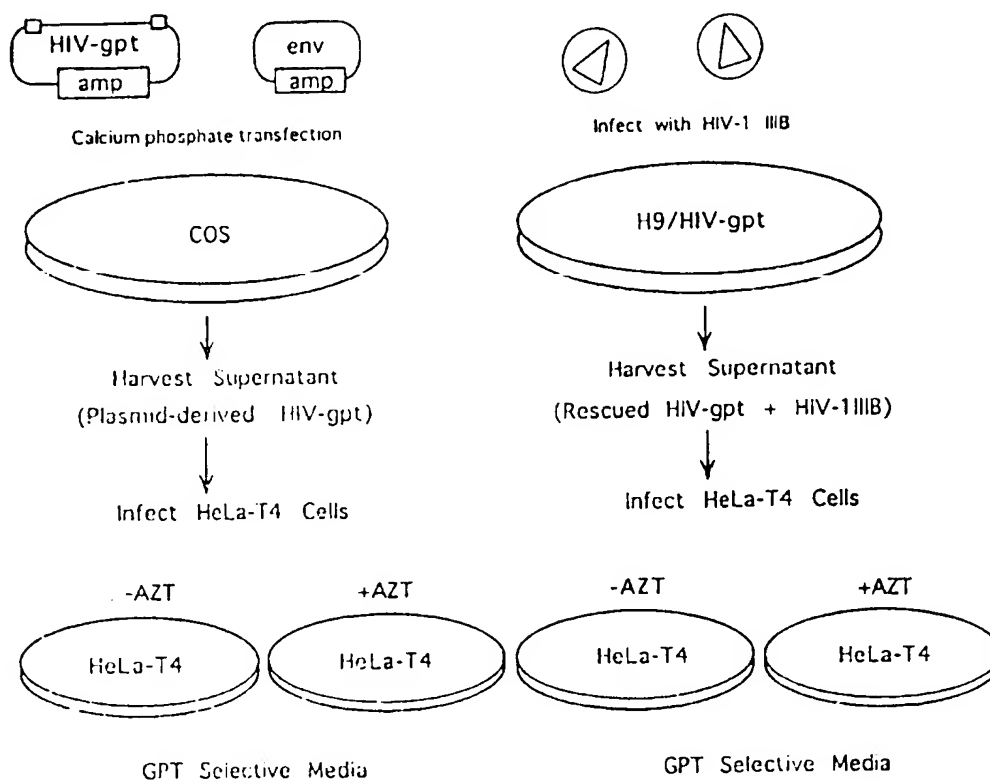 HIV-gpt
amp
env
amp
Calcium phosphate transfection
COS
Harvest Supernatant
(Plasmid-derived HIV-gpt)
Infect HeLa-T4 Cells
-AZT
+AZT
HeLa-T4
HeLa-T4
GPT Selective Media
Infect with HIV-1 IIIB
H9/HIV-gpt
Harvest Supernatant
(Rescued HIV-gpt + HIV-1IIIB)
Infect HeLa-T4 Cells
-AZT
+AZT
HeLa-T4
HeLa-T4
GPT Selective Media